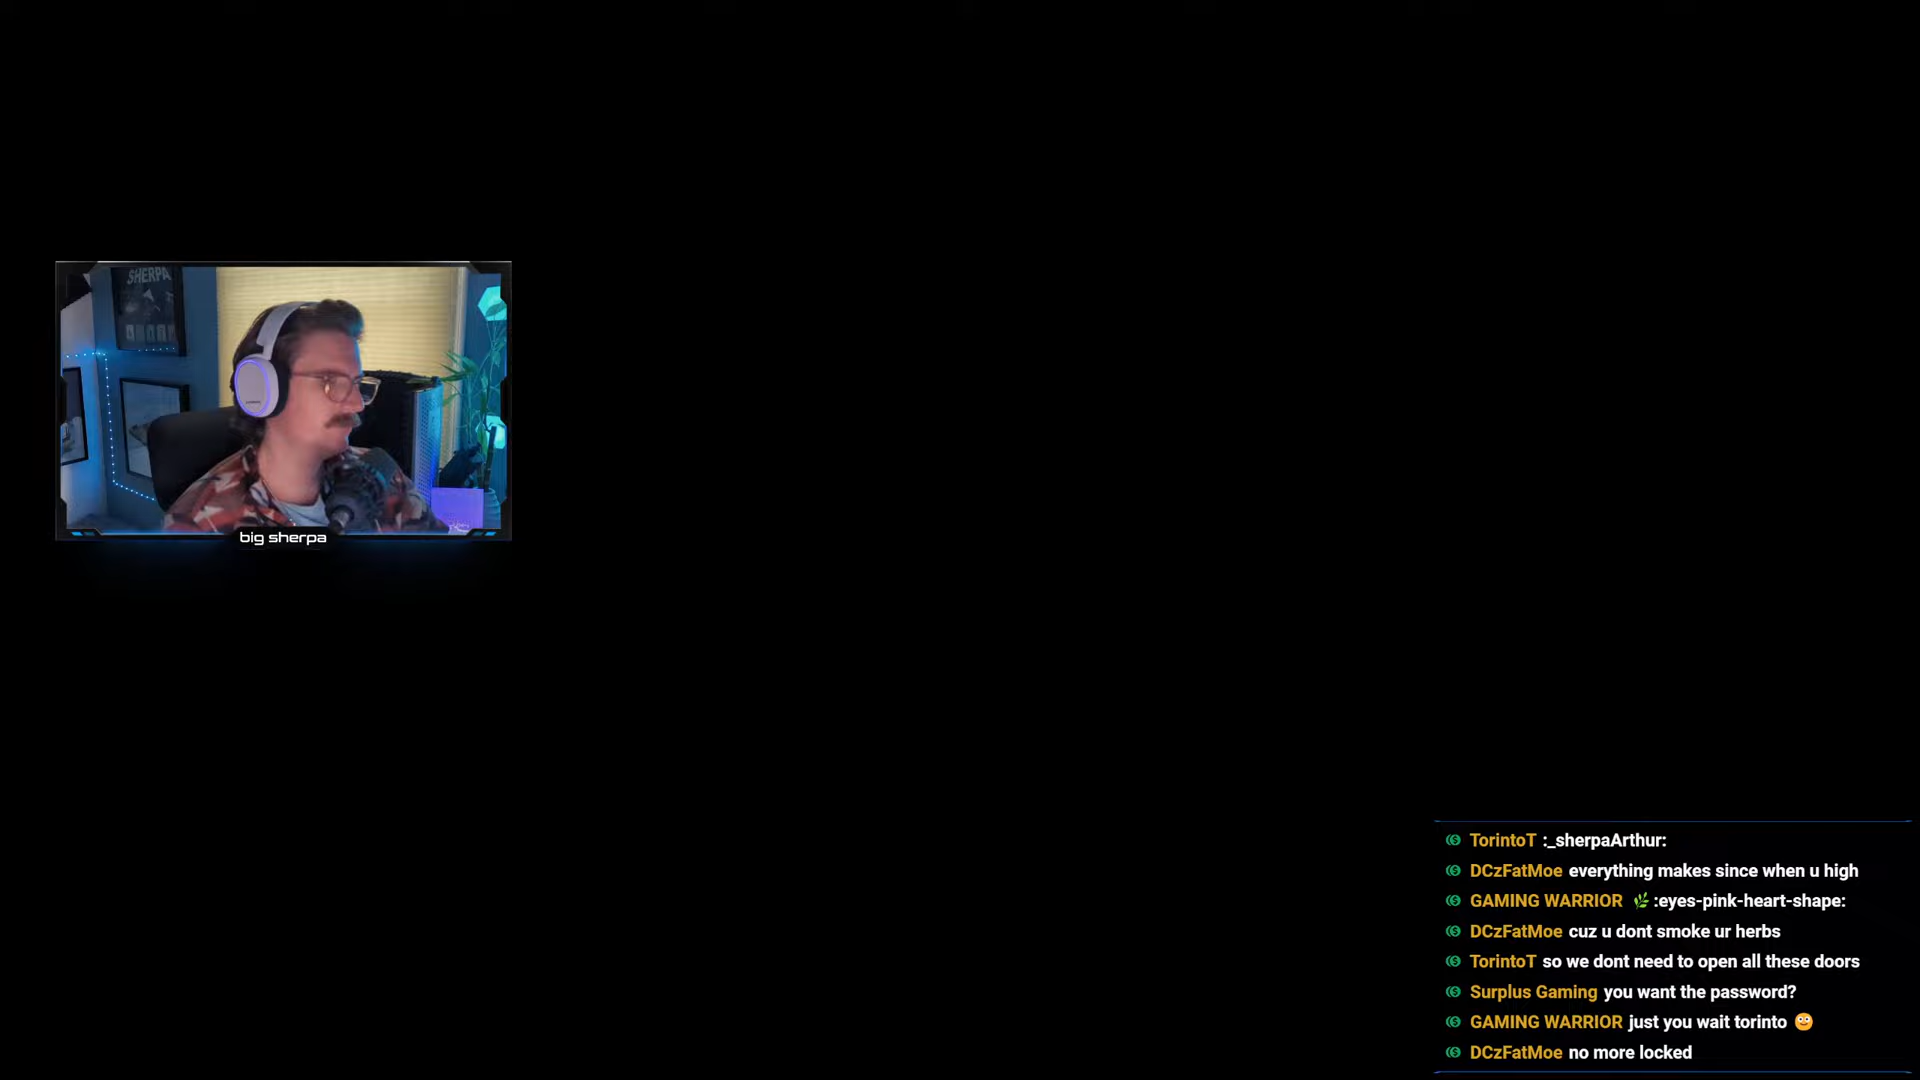 SHERPA
big sherpa
TorintoT :_sherpaArthur:
DCzFatMoe everything makes since when u high
GAMING WARRIOR 🌿 :eyes-pink-heart-shape:
DCzFatMoe cuz u dont smoke ur herbs
TorintoT so we dont need to open all these doors
Surplus Gaming you want the password?
GAMING WARRIOR just you wait torinto 🙂
DCzFatMoe no more locked